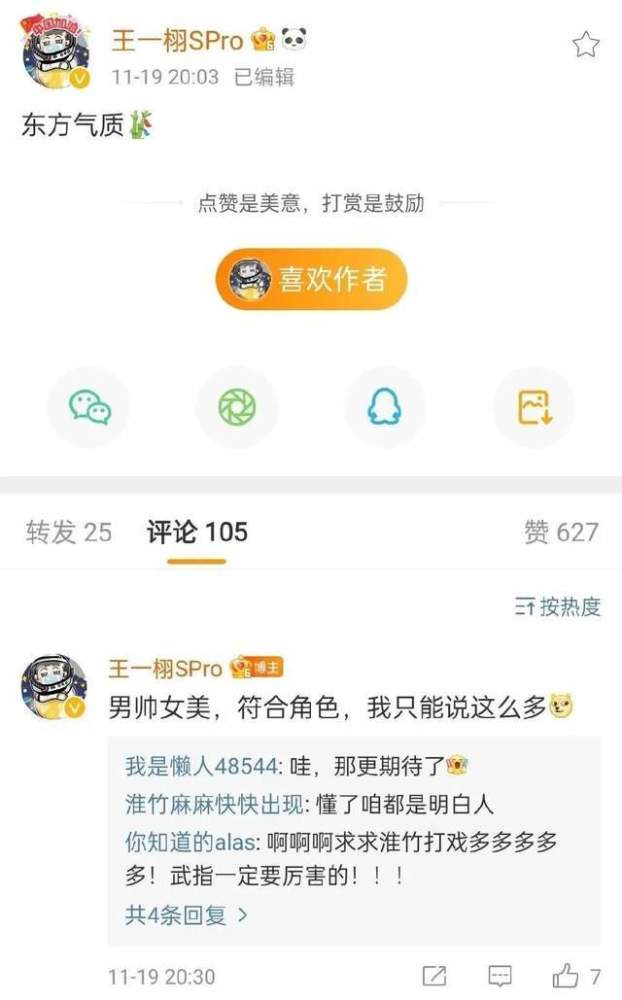 王一栩SPro
11-19 20:03 已编辑
东方气质
点赞是美意，打赏是鼓励
喜欢作者
转发 25 评论 105 赞 627
按热度
王一栩SPro 博主
男帅女美，符合角色，我只能说这么多
我是懒人48544: 哇，那更期待了
淮竹麻麻快快出现: 懂了咱都是明白人
你知道的alas: 啊啊啊求求淮竹打戏多多多多
多！武指一定要厉害的！！！
共4条回复 >
11-19 20:30 7